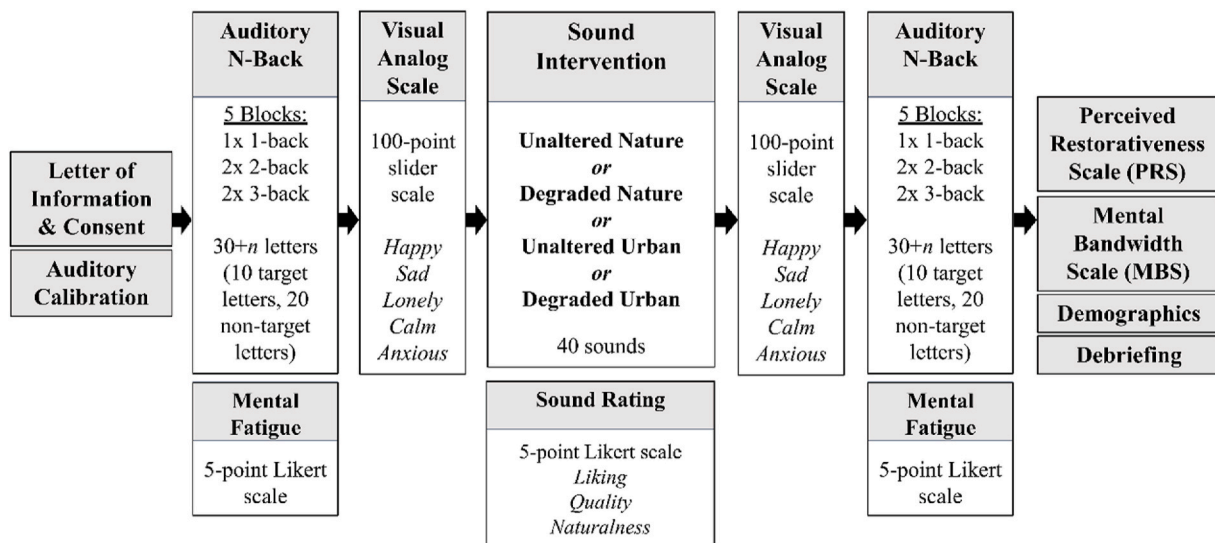 Letter of
Information
& Consent
Auditory
Calibration
Auditory
N-Back
5 Blocks:
1x 1-back
2x 2-back
2x 3-back
30+n letters
(10 target
letters, 20
non-target
letters)
Mental
Fatigue
5-point Likert
scale
Visual
Analog
Scale
100-point
slider
scale
Happy
Sad
Lonely
Calm
Anxious
Sound
Intervention
Unaltered Nature
or
Degraded Nature
or
Unaltered Urban
or
Degraded Urban
40 sounds
Sound Rating
5-point Likert scale
Liking
Quality
Naturalness
Visual
Analog
Scale
100-point
slider
scale
Happy
Sad
Lonely
Calm
Anxious
Auditory
N-Back
5 Blocks:
1x 1-back
2x 2-back
2x 3-back
30+n letters
(10 target
letters, 20
non-target
letters)
Mental
Fatigue
5-point Likert
scale
Perceived
Restorativeness
Scale (PRS)
Mental
Bandwidth
Scale (MBS)
Demographics
Debriefing